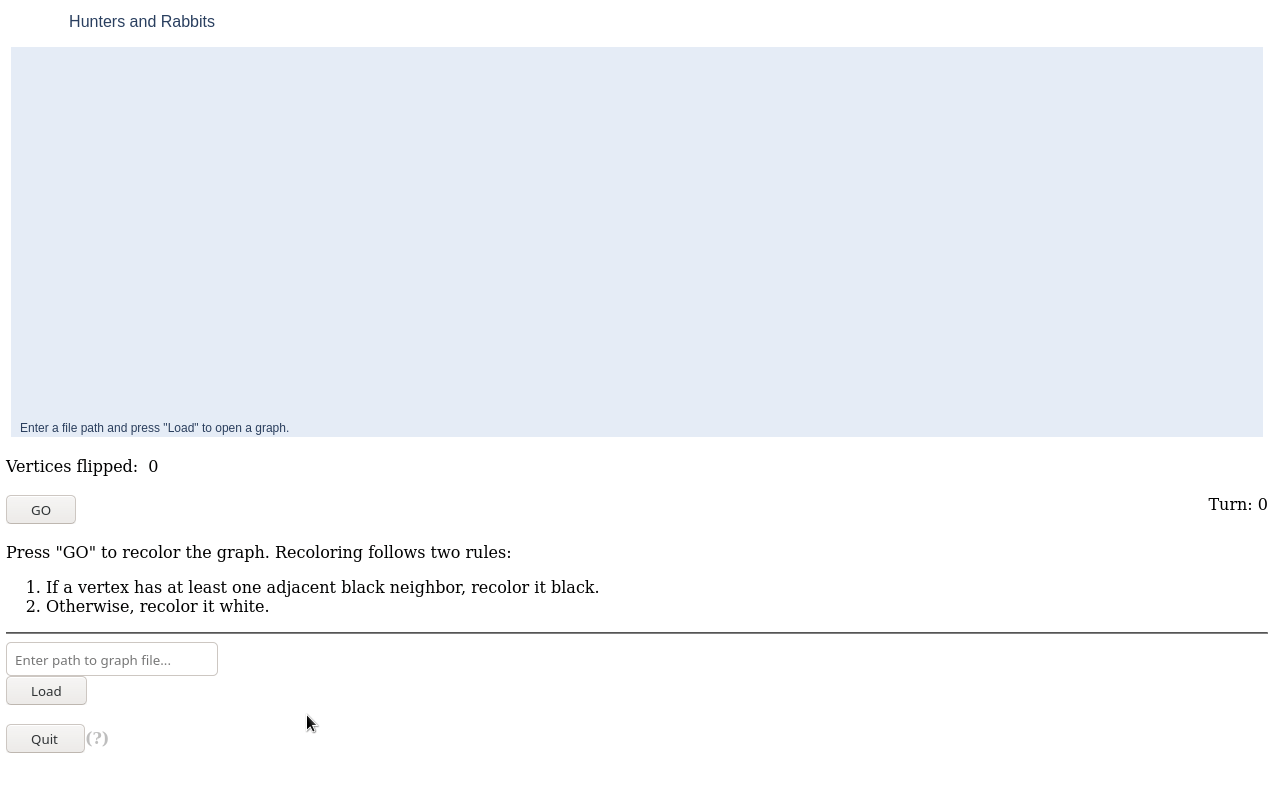 Hunters and Rabbits
Enter a file path and press "Load" to open a graph.
Vertices flipped: 0
GO
Turn: 0
Press "GO" to recolor the graph. Recoloring follows two rules:
1. If a vertex has at least one adjacent black neighbor, recolor it black.
2. Otherwise, recolor it white.
Enter path to graph file...
Load
Quit (?)